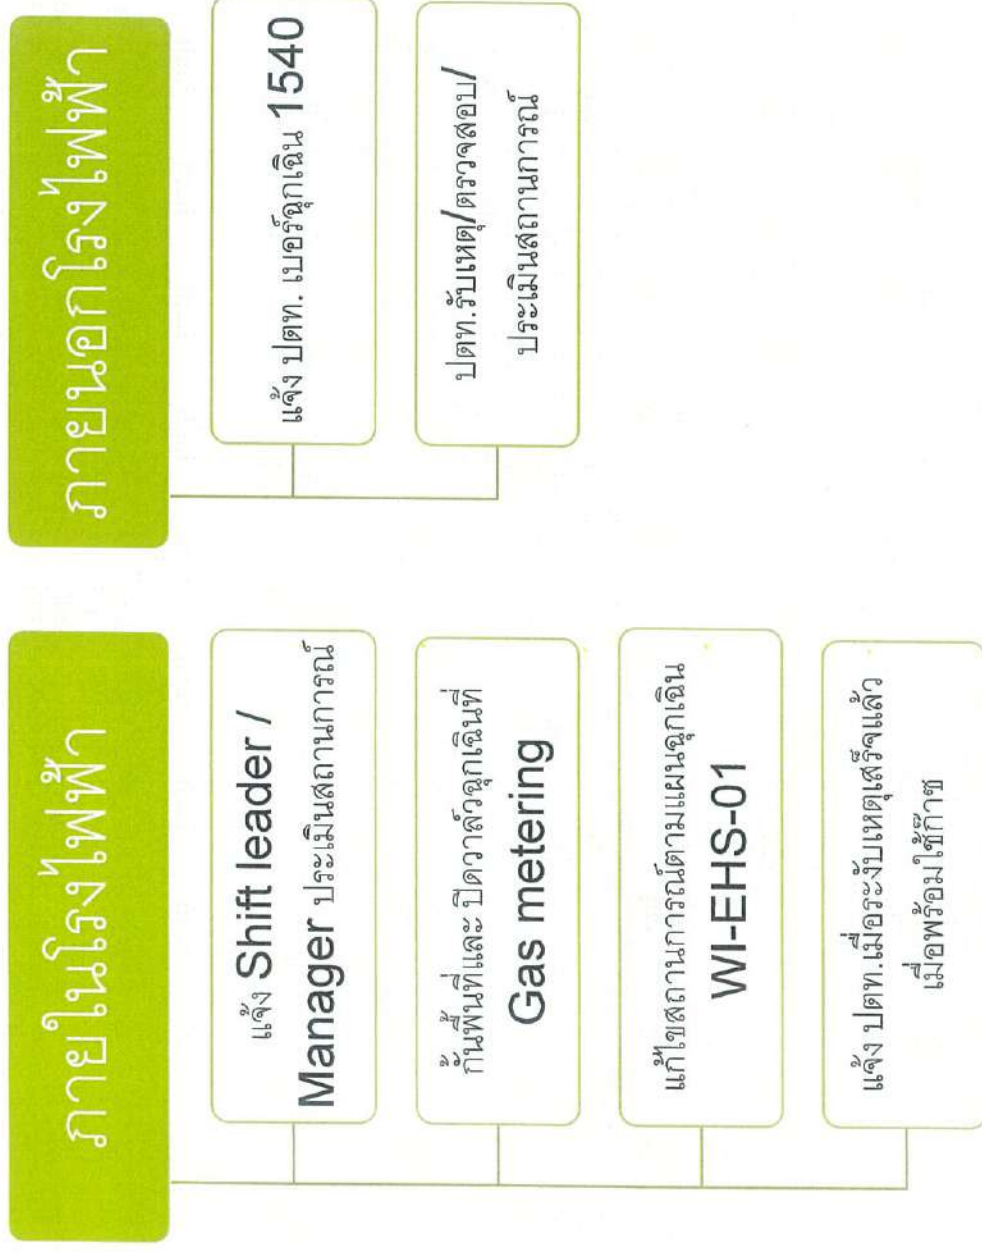 ภายในโรงไฟฟ้า
แจ้ง Shift leader /
Manager ประเมินสถานการณ์
กั้นพื้นที่และ ปิดวาล์วฉุกเฉินที่
Gas metering
แก้ไขสถานการณ์ตามแผนฉุกเฉิน
WI-EHS-01
แจ้ง ปตท.เมื่อระงับเหตุเสร็จแล้ว
เมื่อพร้อมใช้ก๊าซ
ภายนอกโรงไฟฟ้า
แจ้ง ปตท. เบอร์ฉุกเฉิน 1540
ปตท.รับเหตุ/ตรวจสอบ/
ประเมินสถานการณ์